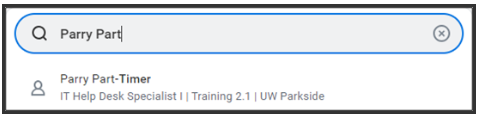 Parry Part
Parry Part-Timer
IT Help Desk Specialist I | Training 2.1 | UW Parkside